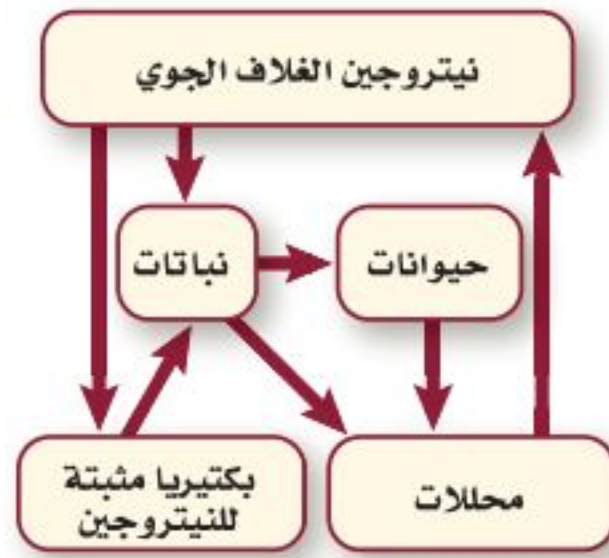 نيتروجين الغلاف الجوي
حيوانات
نباتات
محللات
بكتيريا مثبتة
للنيتروجين